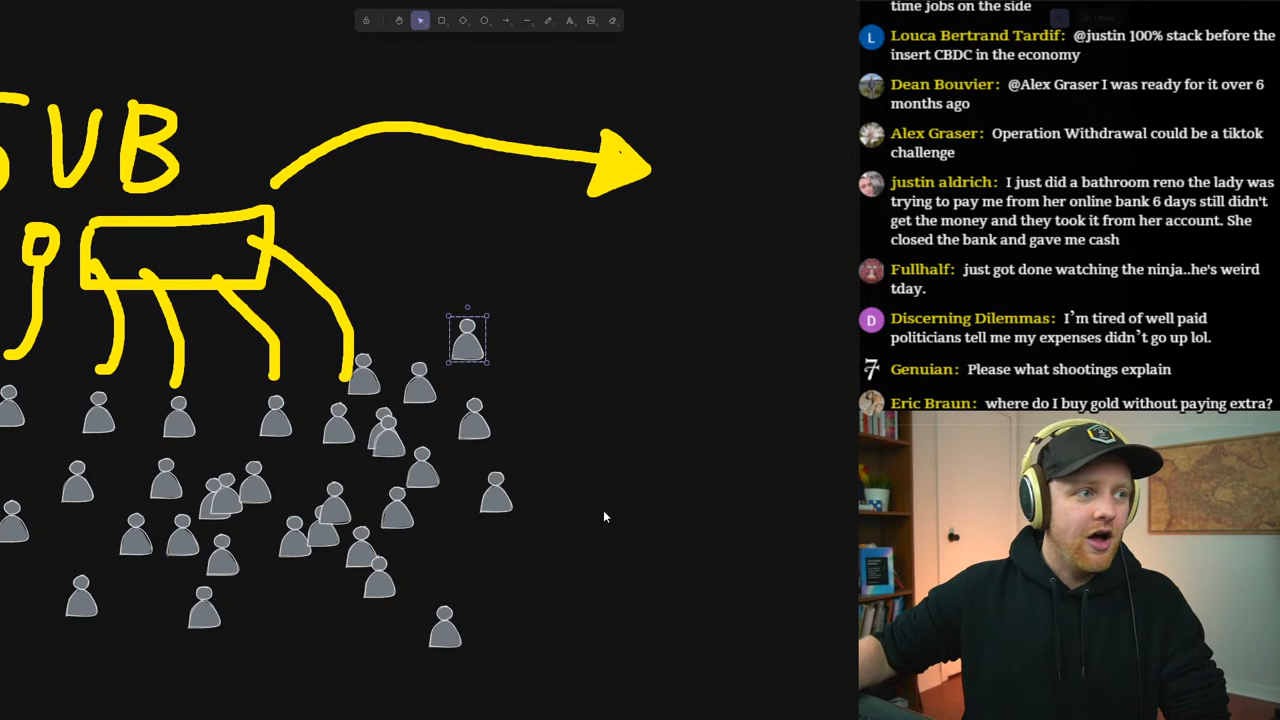 SUB
time jobs on the side
Louca Bertrand Tardif: @justin 100% stack before the
insert CBDC in the economy
Dean Bouvier: @Alex Graser I was ready for it over 6
months ago
Alex Graser: Operation Withdrawal could be a tiktok
challenge
justin aldrich: I just did a bathroom reno the lady was
trying to pay me from her online bank 6 days still didn't
get the money and they took it from her account. She
closed the bank and gave me cash
Fullhalf: just got done watching the ninja..he's weird
tday.
Discerning Dilemmas: I'm tired of well paid
politicians tell me my expenses didn't go up lol.
Genuian: Please what shootings explain
Eric Braun: where do I buy gold without paying extra?